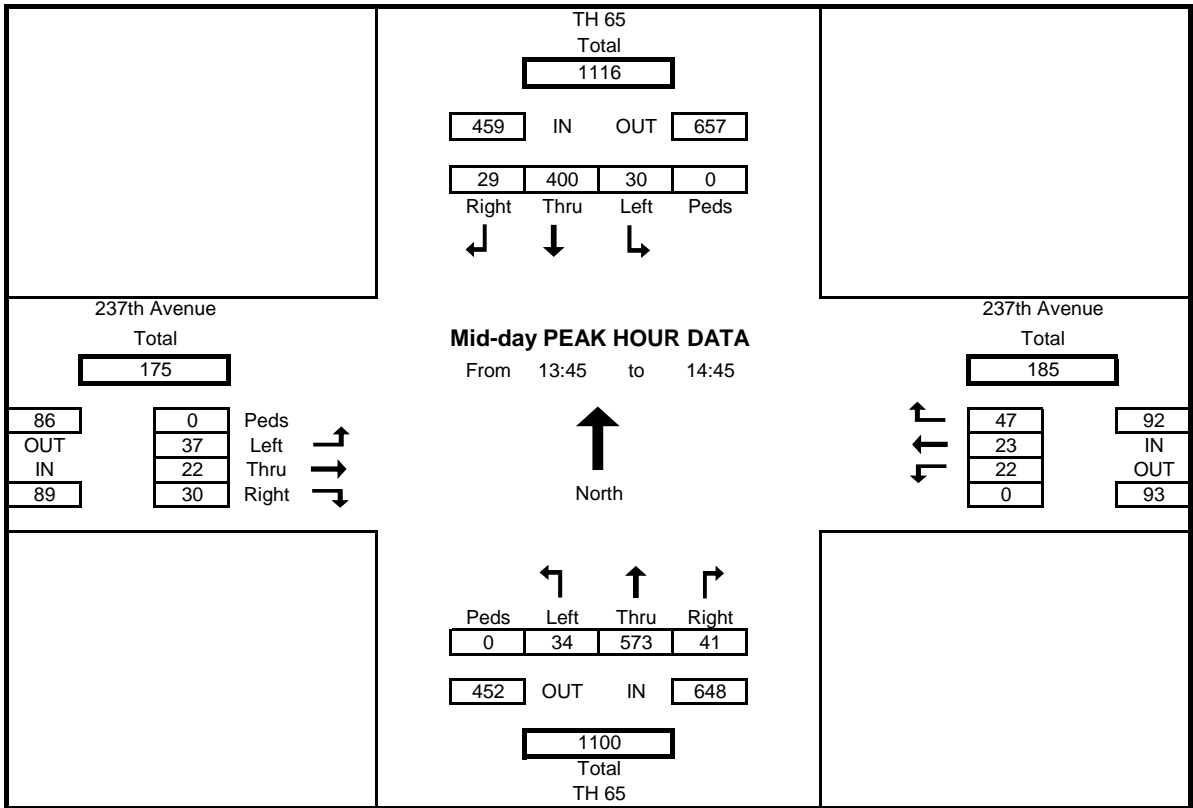 TH 65
Total
1116
459 IN OUT 657
29 400 30 0
Right Thru Left Peds
237th Avenue
Total
175
86 0 Peds
OUT 37 Left
IN 22 Thru
89 30 Right
Mid-day PEAK HOUR DATA
From 13:45 to 14:45
North
237th Avenue
Total
185
47 92
23 IN
22 OUT
0 93
Peds Left Thru Right
0 34 573 41
452 OUT IN 648
1100
Total
TH 65